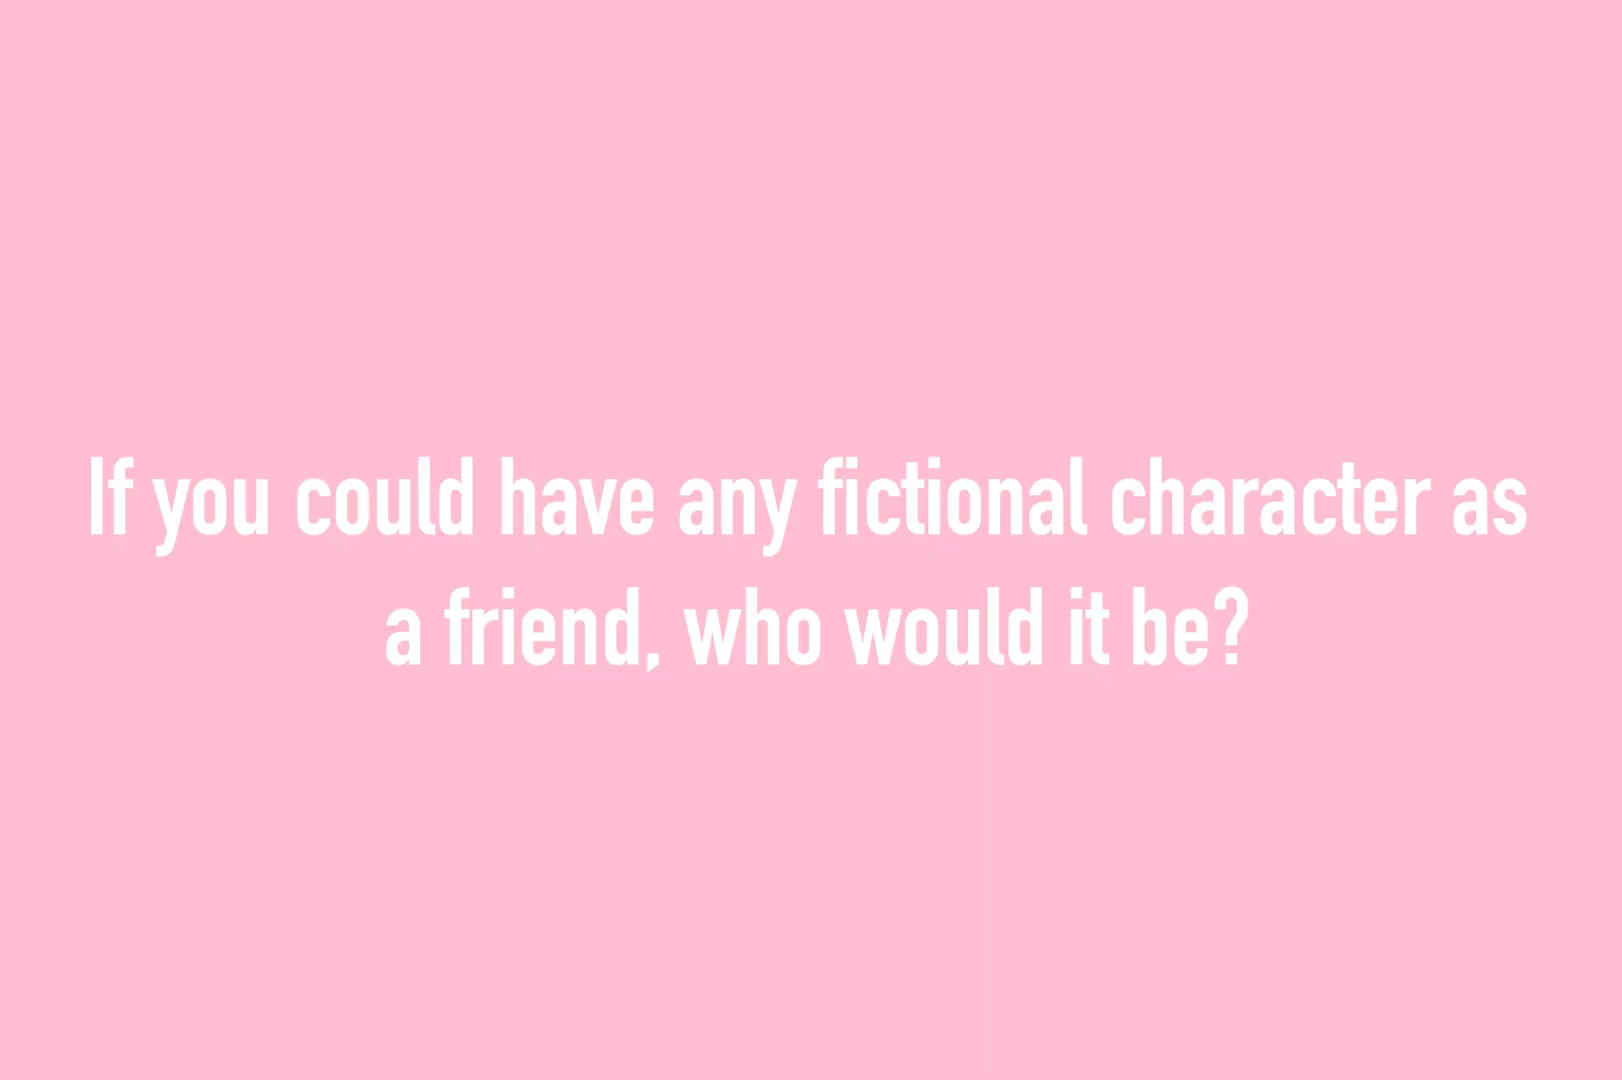 If you could have any fictional character as
a friend, who would it be?